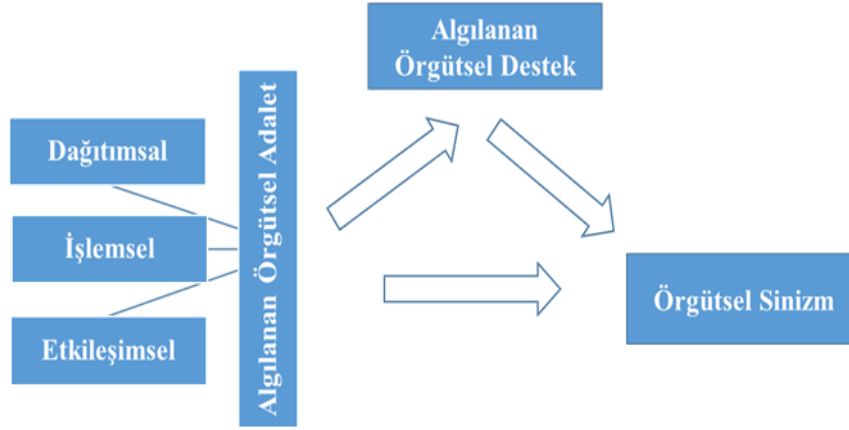 Algılanan
Örgütsel Destek
Dağıtımsal
İşlemsel
Etkileşimsel
Algılanan Örgütsel Adalet
Örgütsel Sinizm